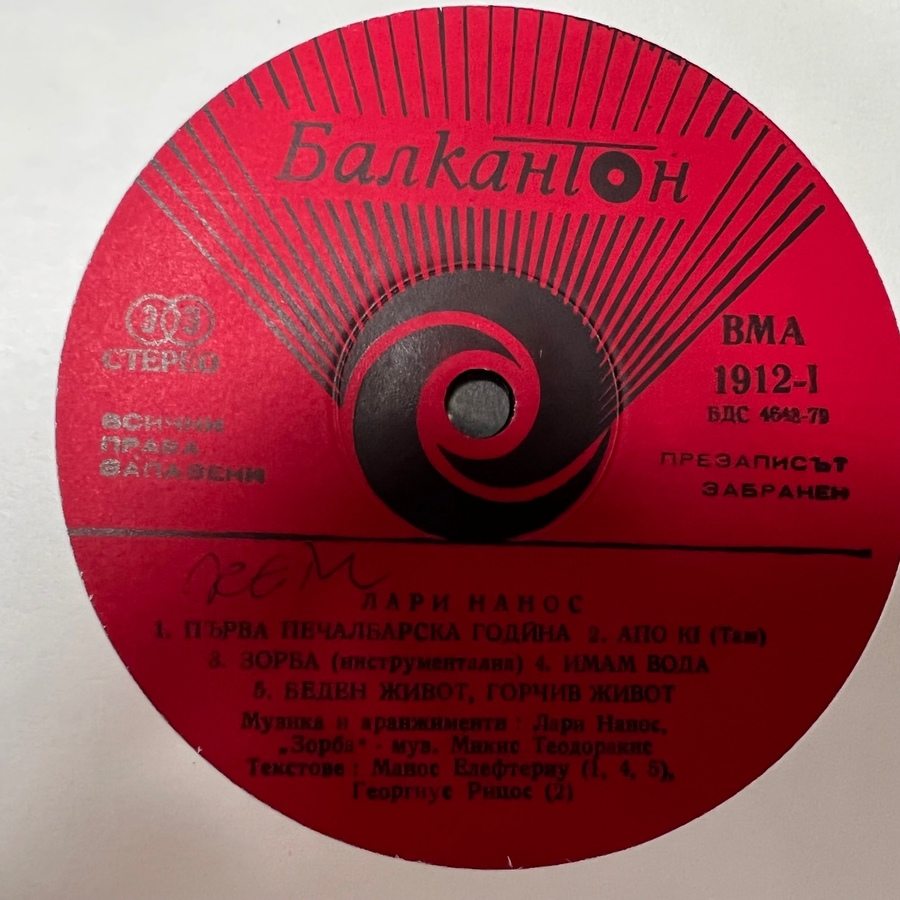 Балкантон
33
СТЕРЕО
ВСИЧКИ
ПРАВА
ЗАПАЗЕНИ
ВМА
1912-I
БДС 4643-79
ПРЕЗАПИСЪТ
ЗАБРАНЕН
ЛАРИ НАНОС
1. ПЪРВА ПЕЧАЛБАРСКА ГОДИНА 2. АПО КІ (Там)
3. ЗОРБА (инструментална) 4. ИМАМ ВОДА
5. БЕДЕН ЖИВОТ, ГОРЧИВ ЖИВОТ
Музика и аранжименти : Лари Нанос,
„Зорба" - муз. Микис Теодоракис
Текстове : Манос Елефтериу (1, 4, 5),
Георгиус Рицос (2)